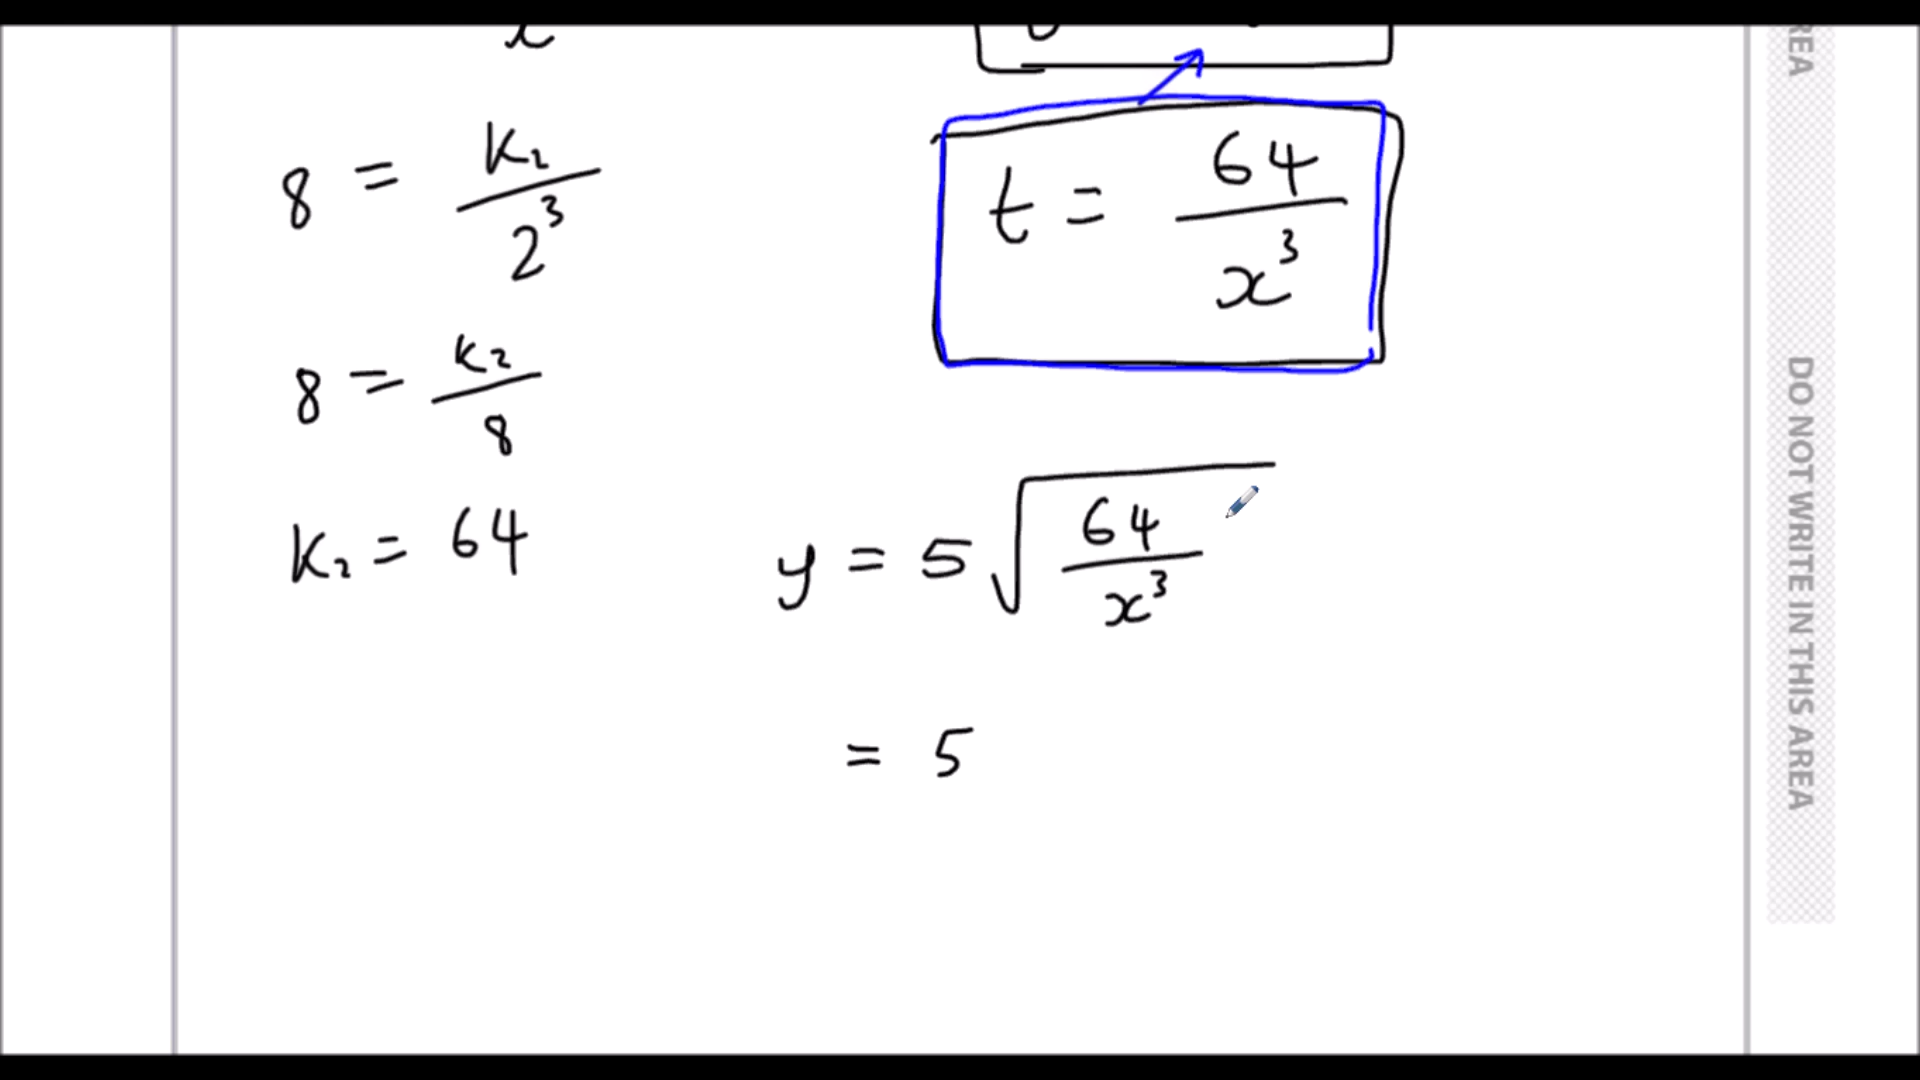 x
8 = K₂/2³
8 = K₂/8
K₂ = 64
t = 64/x³
y = 5√(64/x³)
= 5
REA
DO NOT WRITE IN THIS AREA